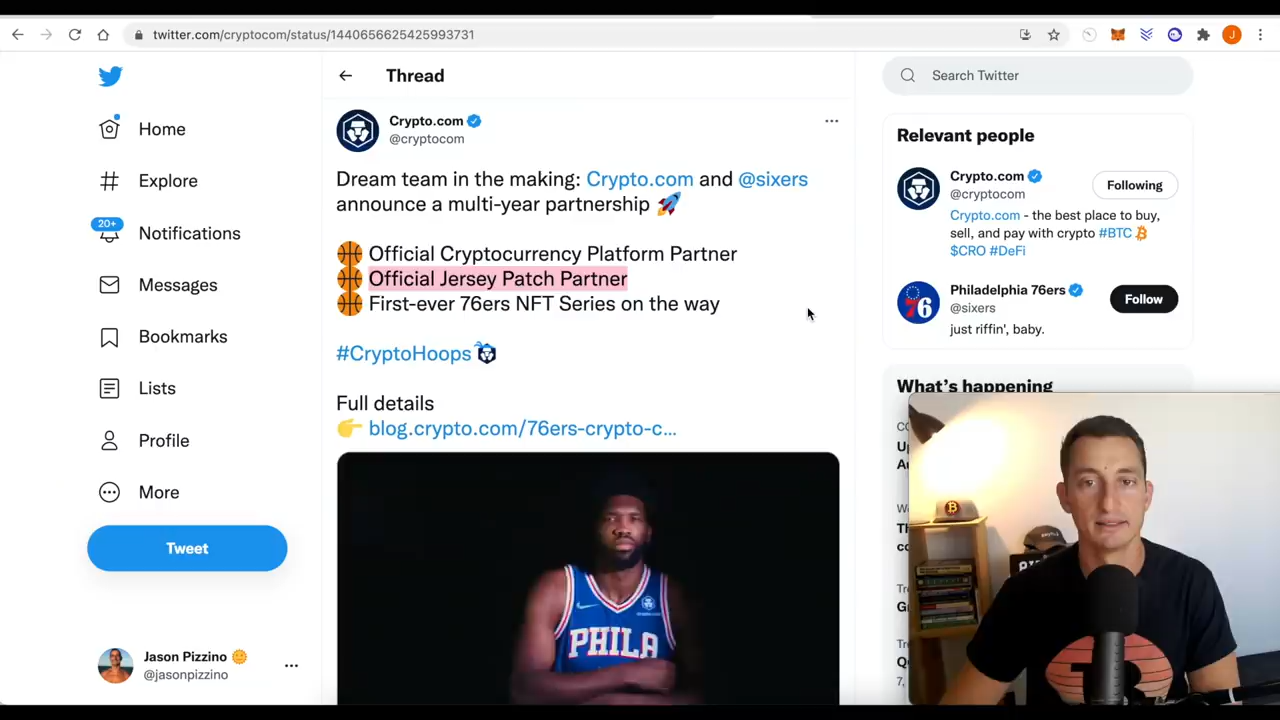 twitter.com/cryptocom/status/1440656625425993731
J
Thread
Search Twitter
Home
Explore
20+
Notifications
Messages
Bookmarks
Lists
Profile
More
Tweet
Jason Pizzino
@jasonpizzino
Crypto.com
@cryptocom
Dream team in the making: Crypto.com and @sixers
announce a multi-year partnership 🚀
🏀 Official Cryptocurrency Platform Partner
🏀 Official Jersey Patch Partner
🏀 First-ever 76ers NFT Series on the way
#CryptoHoops
Full details
👉 blog.crypto.com/76ers-crypto-c...
PHILA
Relevant people
Crypto.com
@cryptocom
Following
Crypto.com - the best place to buy,
sell, and pay with crypto #BTC
$CRO #DeFi
76
Philadelphia 76ers
@sixers
Follow
just riffin', baby.
What's happening